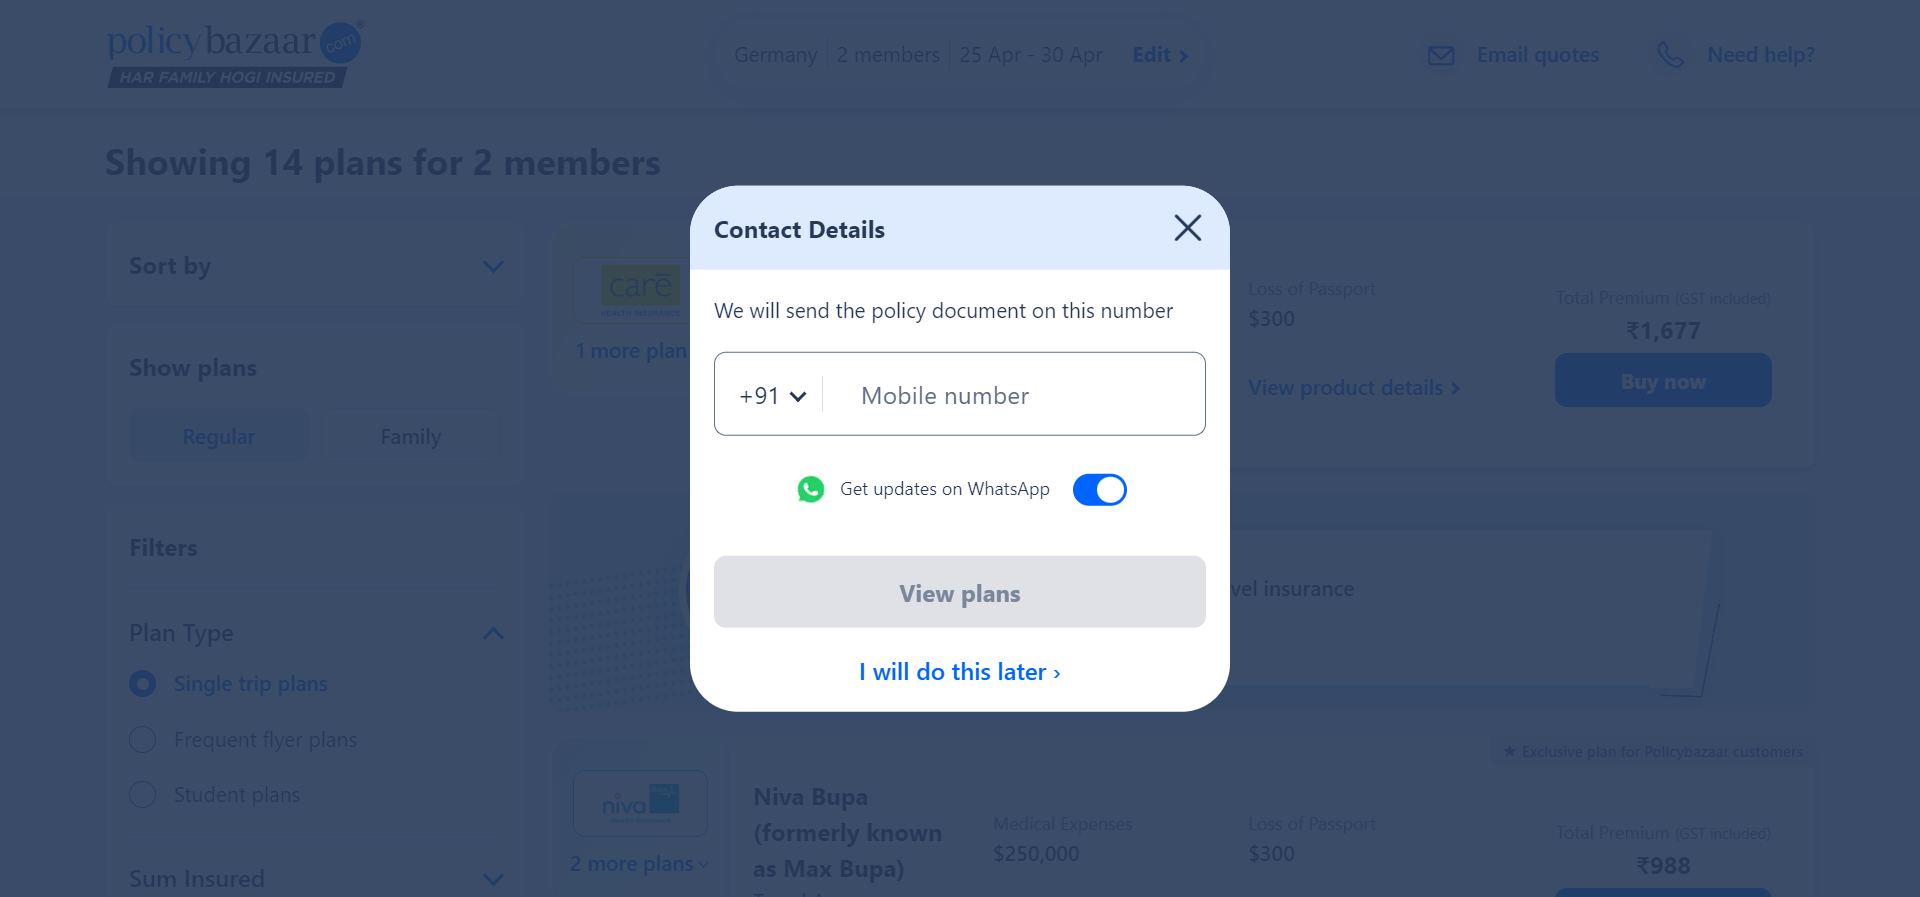 policybazaar com
HAR FAMILY HOGI INSURED
Germany 2 members 25 Apr - 30 Apr Edit
Email quotes
Need help?
Showing 14 plans for 2 members
Sort by
Show plans
Regular Family
Filters
Plan Type
Single trip plans
Frequent flyer plans
Student plans
Sum Insured
care
HEALTH INSURANCE
1 more plan
Loss of Passport
$300
View product details
Total Premium (GST included)
₹1,677
Buy now
Contact Details
We will send the policy document on this number
+91 Mobile number
Get updates on WhatsApp
View plans
I will do this later ›
vel insurance
★ Exclusive plan for Policybazaar customers
niva
2 more plans
Niva Bupa
(formerly known
as Max Bupa)
Medical Expenses
$250,000
Loss of Passport
$300
Total Premium (GST included)
₹988